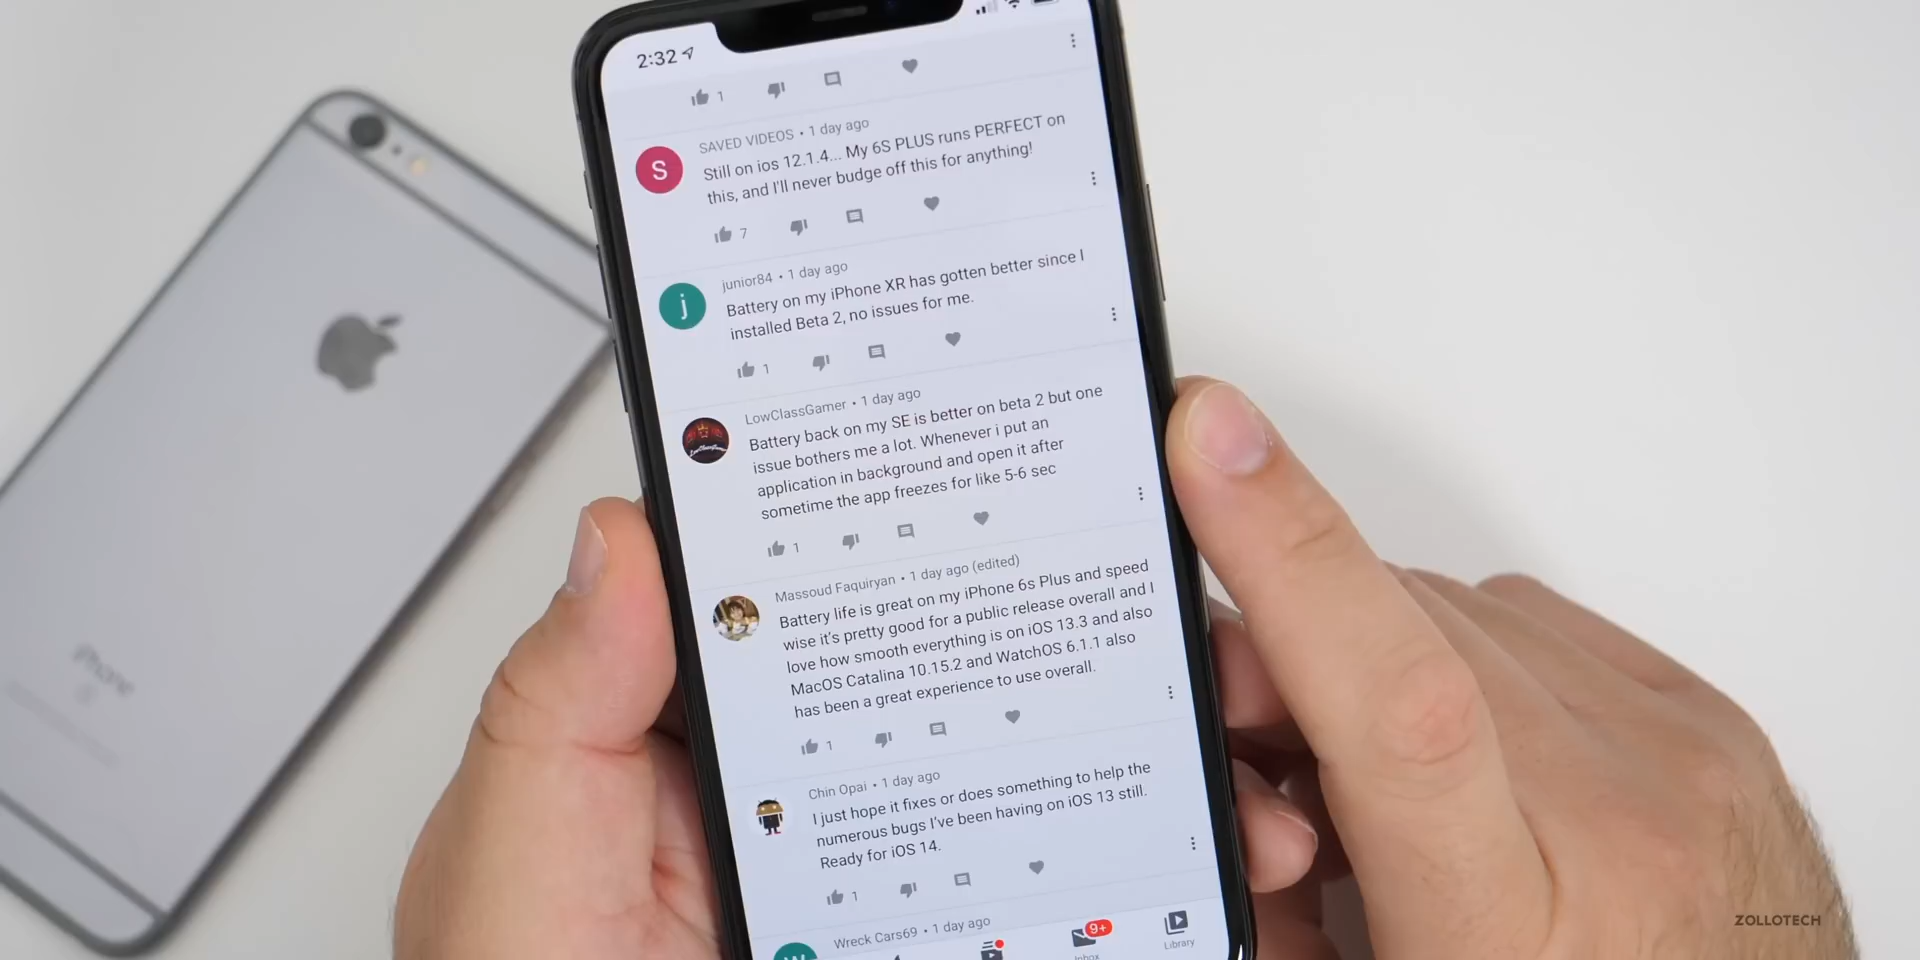 2:32
1
SAVED VIDEOS • 1 day ago
S
Still on ios 12.1.4... My 6S PLUS runs PERFECT on
this, and I'll never budge off this for anything!
7
junior84 • 1 day ago
j
Battery on my iPhone XR has gotten better since I
installed Beta 2, no issues for me.
1
LowClassGamer • 1 day ago
Battery back on my SE is better on beta 2 but one
issue bothers me a lot. Whenever i put an
application in background and open it after
sometime the app freezes for like 5-6 sec
1
Massoud Faquiryan • 1 day ago (edited)
Battery life is great on my iPhone 6s Plus and speed
wise it's pretty good for a public release overall and I
love how smooth everything is on iOS 13.3 and also
MacOS Catalina 10.15.2 and WatchOS 6.1.1 also
has been a great experience to use overall.
1
Chin Opai • 1 day ago
I just hope it fixes or does something to help the
numerous bugs I've been having on iOS 13 still.
Ready for iOS 14.
1
Wreck Cars69 • 1 day ago
9+
Inbox
Library
iPhone
ZOLLOTECH